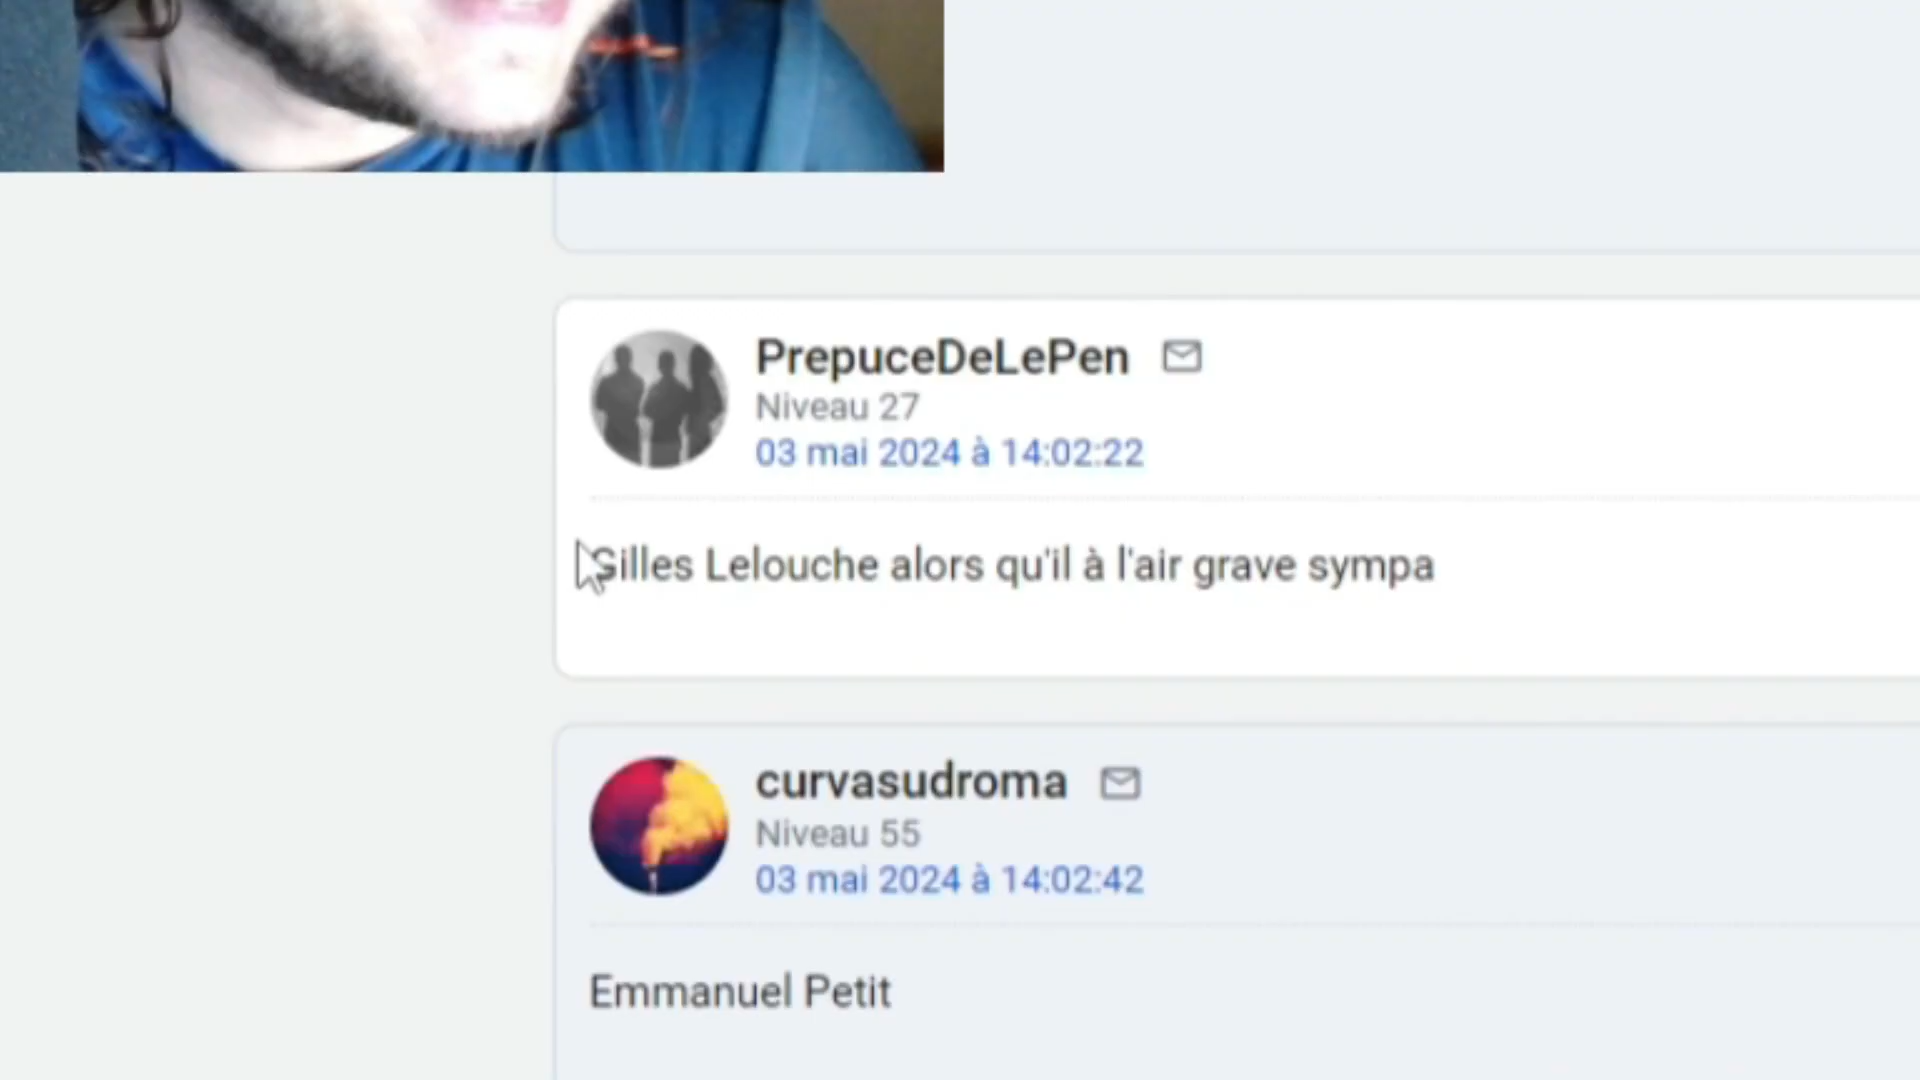 PrepuceDeLePen
Niveau 27
03 mai 2024 à 14:02:22
Gilles Lelouche alors qu'il à l'air grave sympa
curvasudroma
Niveau 55
03 mai 2024 à 14:02:42
Emmanuel Petit